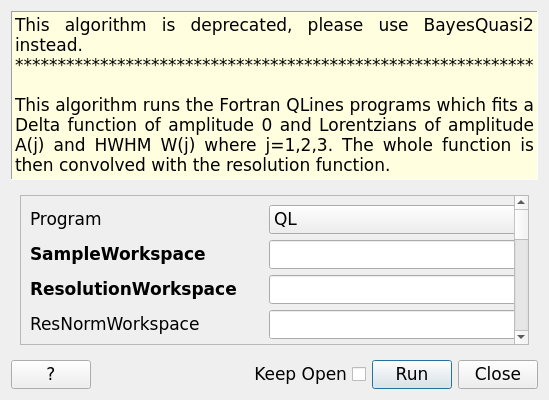 This algorithm is deprecated, please use BayesQuasi2
instead.
*************************************************************
This algorithm runs the Fortran QLines programs which fits a
Delta function of amplitude 0 and Lorentzians of amplitude
A(j) and HWHM W(j) where j=1,2,3. The whole function is
then convolved with the resolution function.
Program QL
SampleWorkspace
ResolutionWorkspace
ResNormWorkspace
? Keep Open Run Close